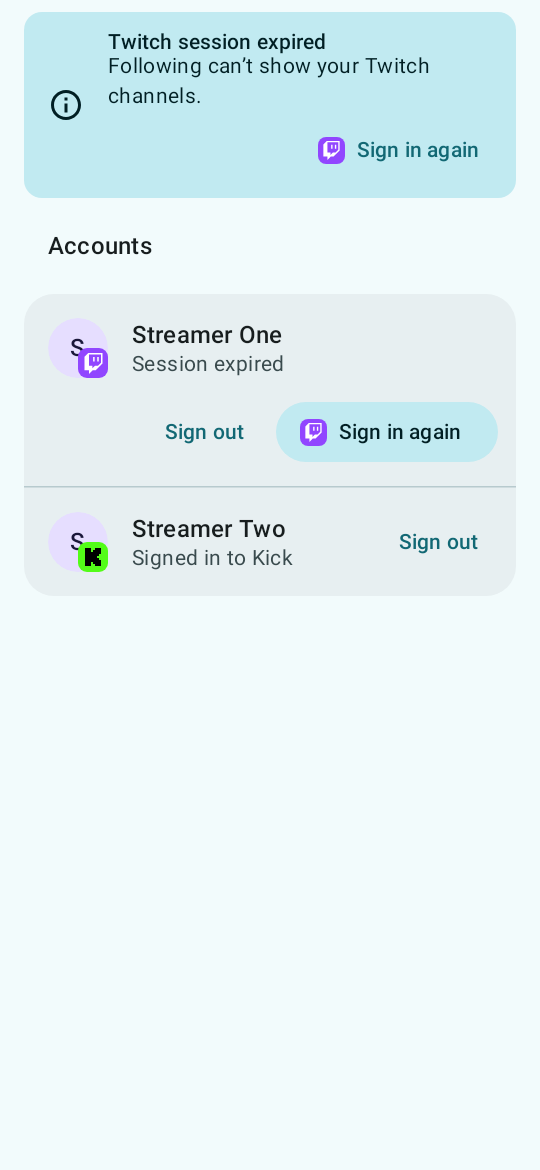 Twitch session expired
Following can’t show your Twitch
channels.
Sign in again
Accounts
S
Streamer One
Session expired
Sign out
Sign in again
S
Streamer Two
Signed in to Kick
Sign out